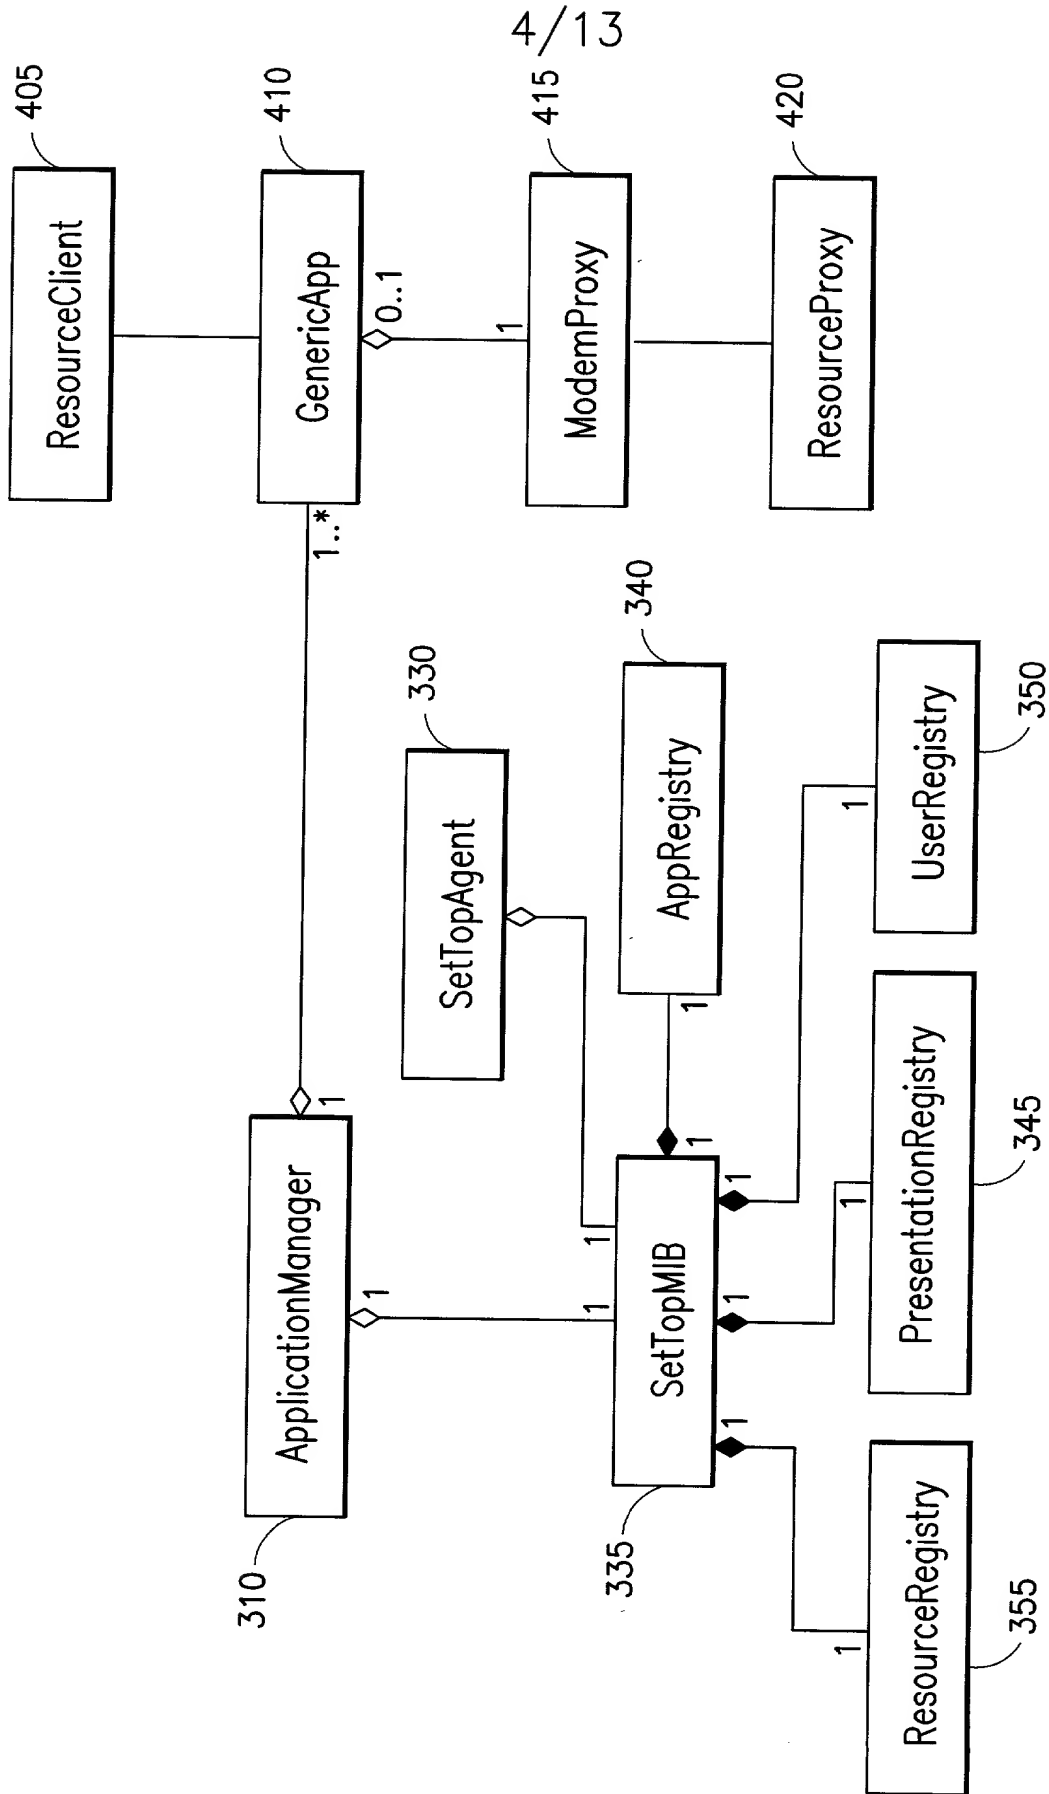 4/13
405
ResourceClient
410
GenericApp
0..1
1..*
1
415
ModemProxy
420
ResourceProxy
310
ApplicationManager
1
1
1
330
SetTopAgent
1
335
SetTopMIB
1
1
340
AppRegistry
1
1
350
UserRegistry
1
1
345
PresentationRegistry
1
1
355
ResourceRegistry